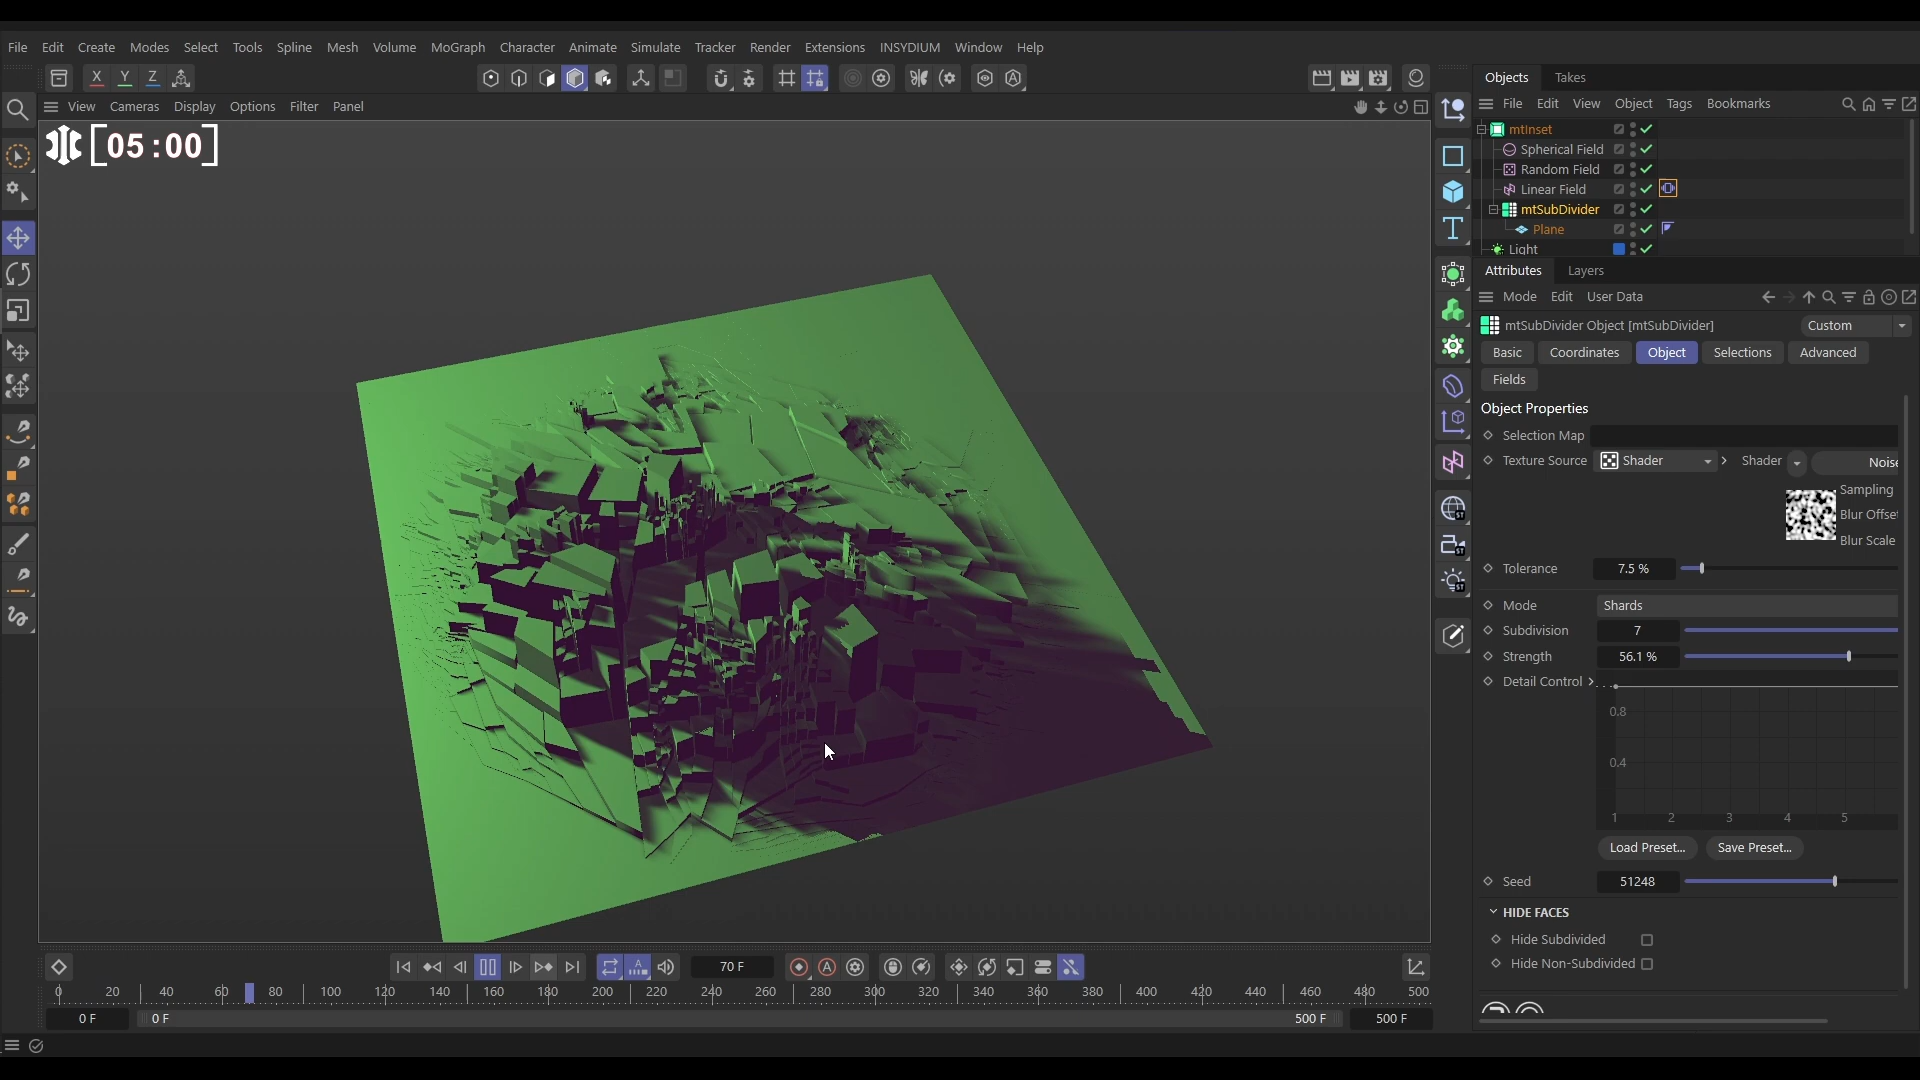 File Edit Create Modes Select Tools Spline Mesh Volume MoGraph Character Animate Simulate Tracker Render Extensions INSYDIUM Window Help
X Y Z
View Cameras Display Options Filter Panel
[05:00]
Objects Takes
File Edit View Object Tags Bookmarks
mtInset
Spherical Field
Random Field
Linear Field
mtSubDivider
Plane
Light
Attributes Layers
Mode Edit User Data
mtSubDivider Object [mtSubDivider] Custom
Basic Coordinates Object Selections Advanced
Fields
Object Properties
Selection Map
Texture Source Shader > Shader Noise
Sampling
Blur Offset
Blur Scale
Tolerance 7.5 %
Mode Shards
Subdivision 7
Strength 56.1 %
Detail Control >
0.8
0.4
1 2 3 4 5
Load Preset... Save Preset...
Seed 51248
HIDE FACES
Hide Subdivided
Hide Non-Subdivided
70 F
0 20 40 60 80 100 120 140 160 180 200 220 240 260 280 300 320 340 360 380 400 420 440 460 480 500
0 F 0 F 500 F 500 F